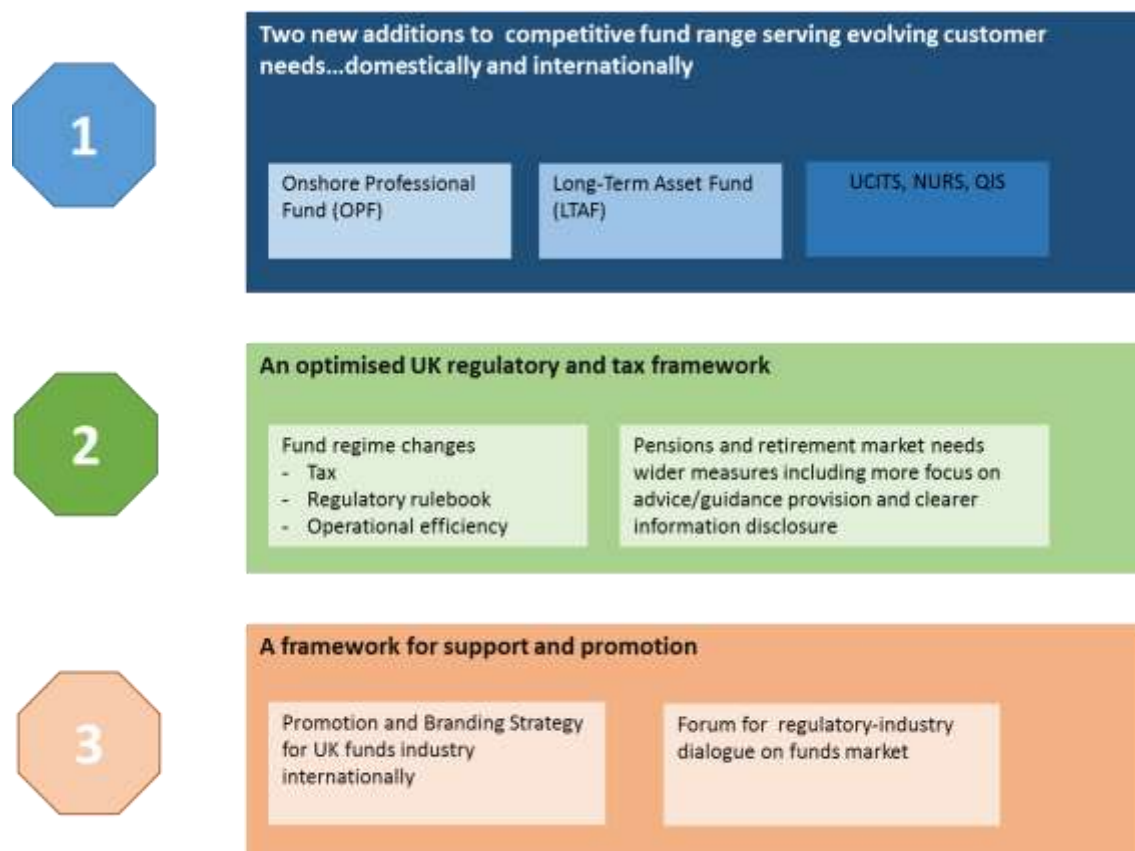 1
Two new additions to competitive fund range serving evolving customer
needs...domestically and internationally
Onshore Professional
Fund (OPF)
Long-Term Asset Fund
(LTAF)
UCITS, NURS, QIS
2
An optimised UK regulatory and tax framework
Fund regime changes
- Tax
- Regulatory rulebook
- Operational efficiency
Pensions and retirement market needs
wider measures including more focus on
advice/guidance provision and clearer
information disclosure
3
A framework for support and promotion
Promotion and Branding Strategy
for UK funds industry
internationally
Forum for regulatory-industry
dialogue on funds market